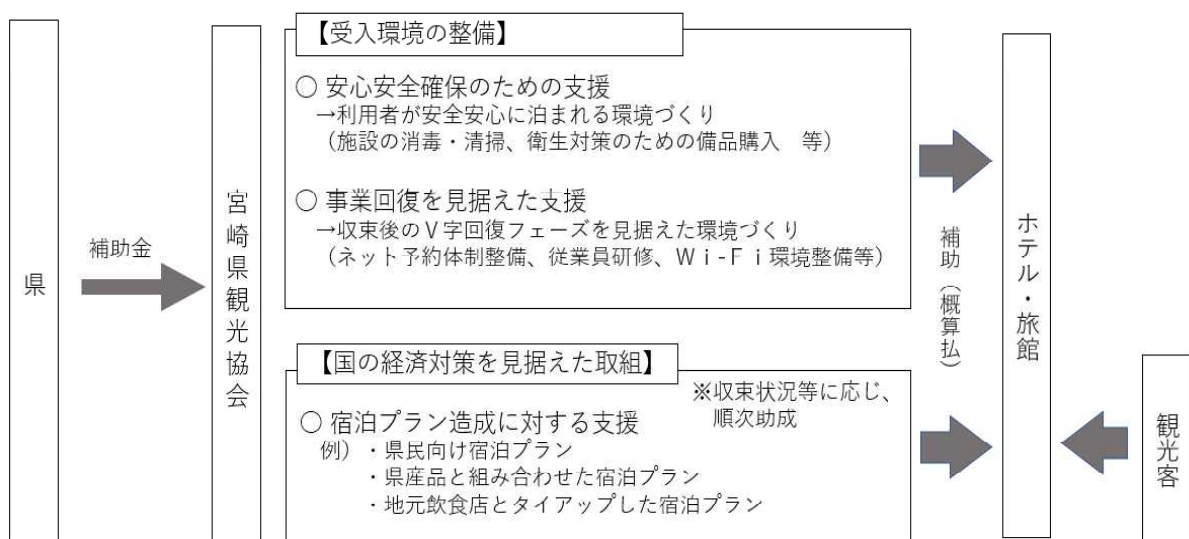 県
補助金
宮崎県観光協会
【受入環境の整備】
○ 安心安全確保のための支援
→利用者が安全安心に泊まれる環境づくり
（施設の消毒・清掃、衛生対策のための備品購入　等）
○ 事業回復を見据えた支援
→収束後のＶ字回復フェーズを見据えた環境づくり
（ネット予約体制整備、従業員研修、Ｗｉ-Ｆｉ環境整備等）
【国の経済対策を見据えた取組】
※収束状況等に応じ、
順次助成
○ 宿泊プラン造成に対する支援
例）・県民向け宿泊プラン
・県産品と組み合わせた宿泊プラン
・地元飲食店とタイアップした宿泊プラン
補助（概算払）
ホテル・旅館
観光客